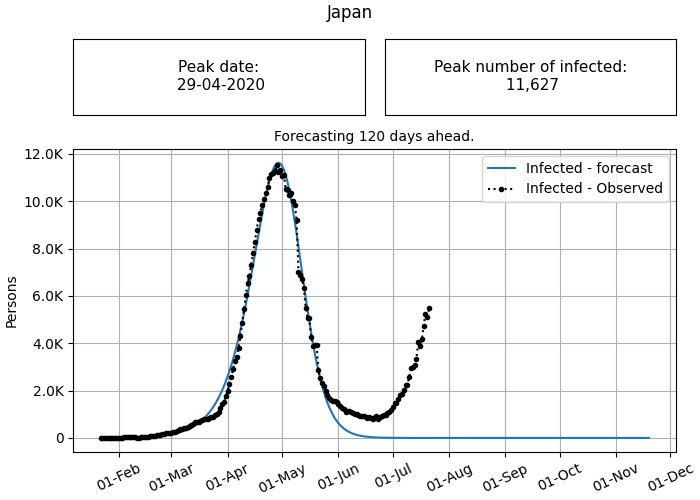 Japan
Peak date:
29-04-2020
Peak number of infected:
11,627
Forecasting 120 days ahead.
12.0K
10.0K
8.0K
6.0K
4.0K
2.0K
0
Persons
Infected - forecast
Infected - Observed
01-Feb
01-Mar
01-Apr
01-May
01-Jun
01-Jul
01-Aug
01-Sep
01-Oct
01-Nov
01-Dec